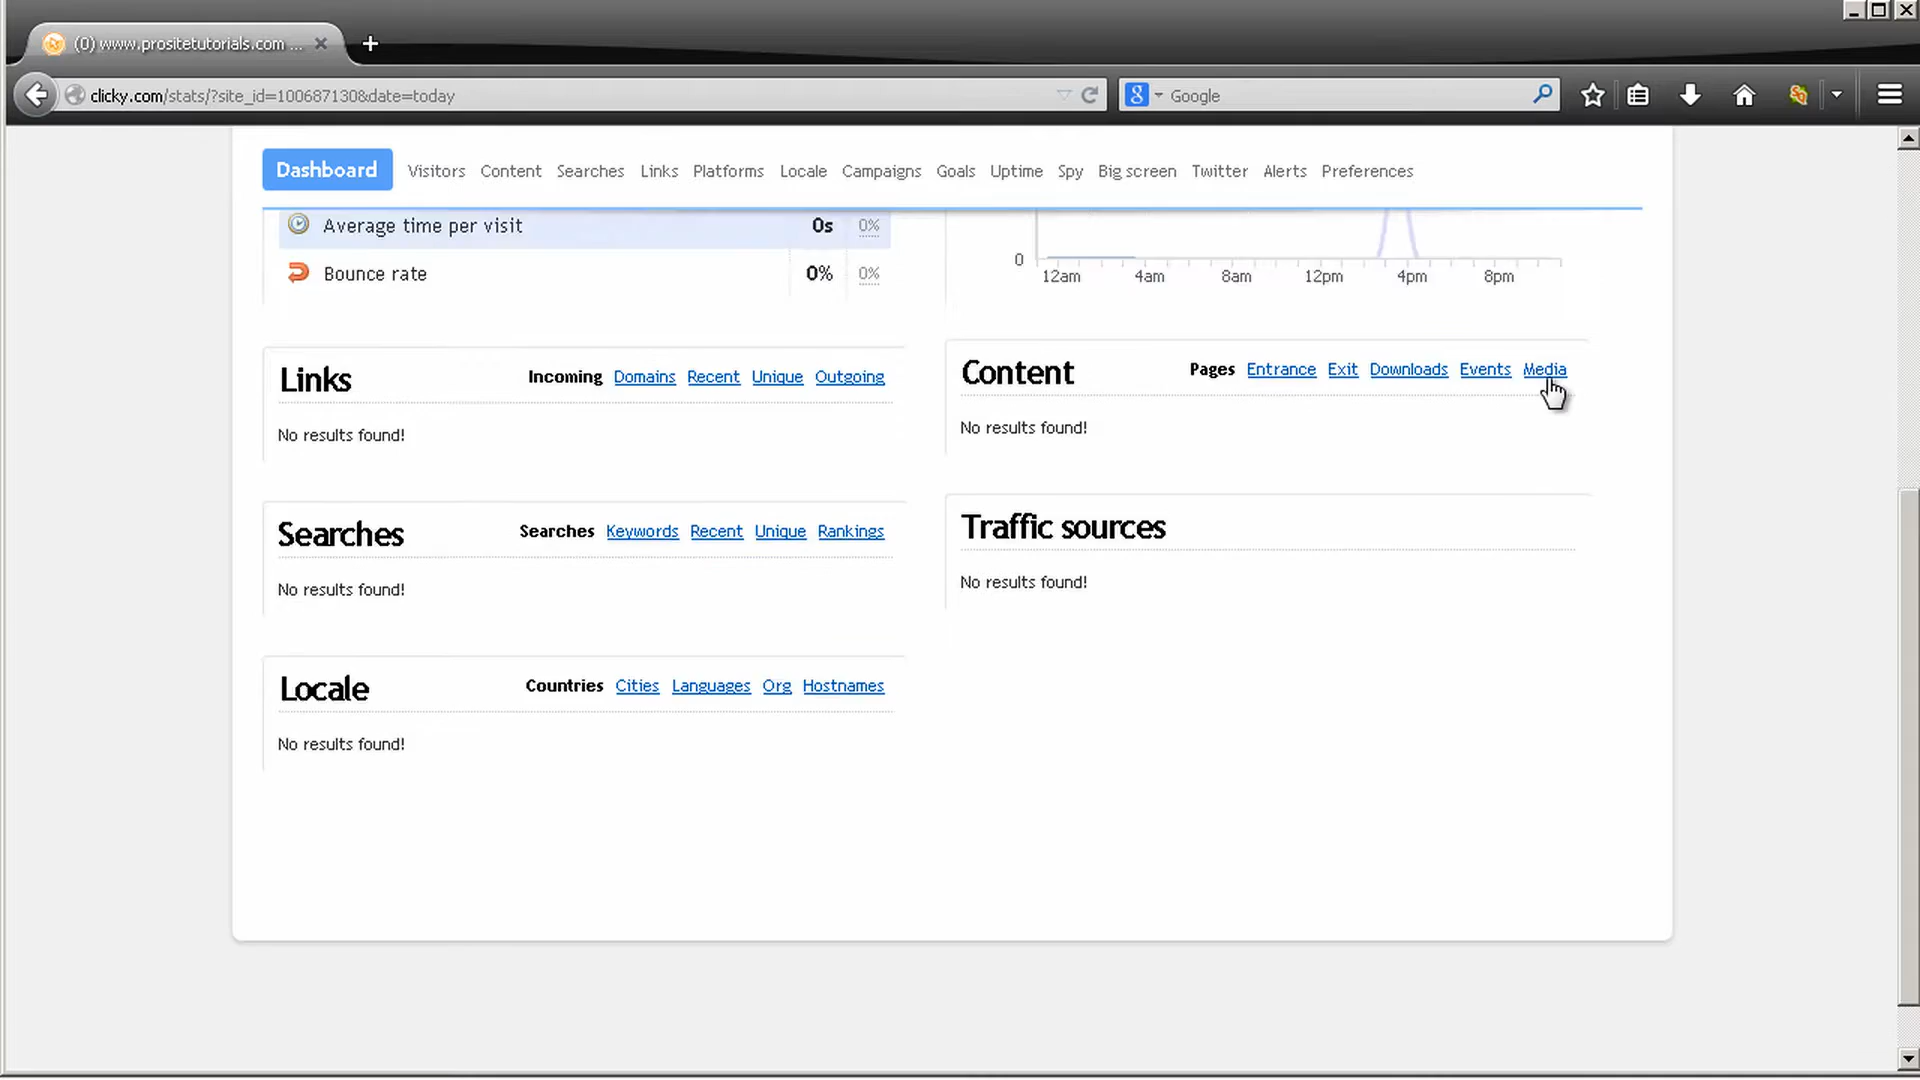 (0) www.prositetutorials.com ...
clicky.com/stats/?site_id=100687130&date=today
Google
Dashboard Visitors Content Searches Links Platforms Locale Campaigns Goals Uptime Spy Big screen Twitter Alerts Preferences
Average time per visit 0s 0%
Bounce rate 0% 0%
0
12am 4am 8am 12pm 4pm 8pm
Links Incoming Domains Recent Unique Outgoing
No results found!
Content Pages Entrance Exit Downloads Events Media
No results found!
Searches Searches Keywords Recent Unique Rankings
No results found!
Traffic sources
No results found!
Locale Countries Cities Languages Org Hostnames
No results found!